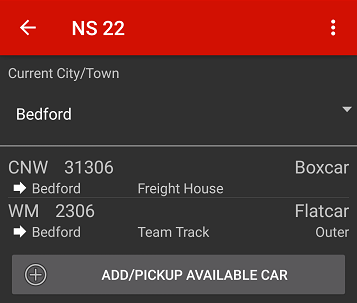 NS 22
Current City/Town
Bedford
CNW 31306 Boxcar
Bedford Freight House
WM 2306 Flatcar
Bedford Team Track Outer
ADD/PICKUP AVAILABLE CAR